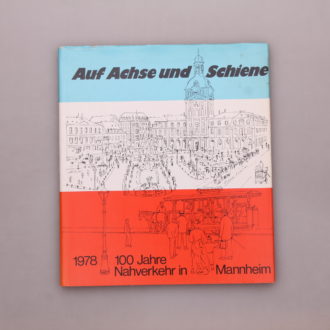 Auf Achse und Schiene
1978 100 Jahre
Nahverkehr in Mannheim